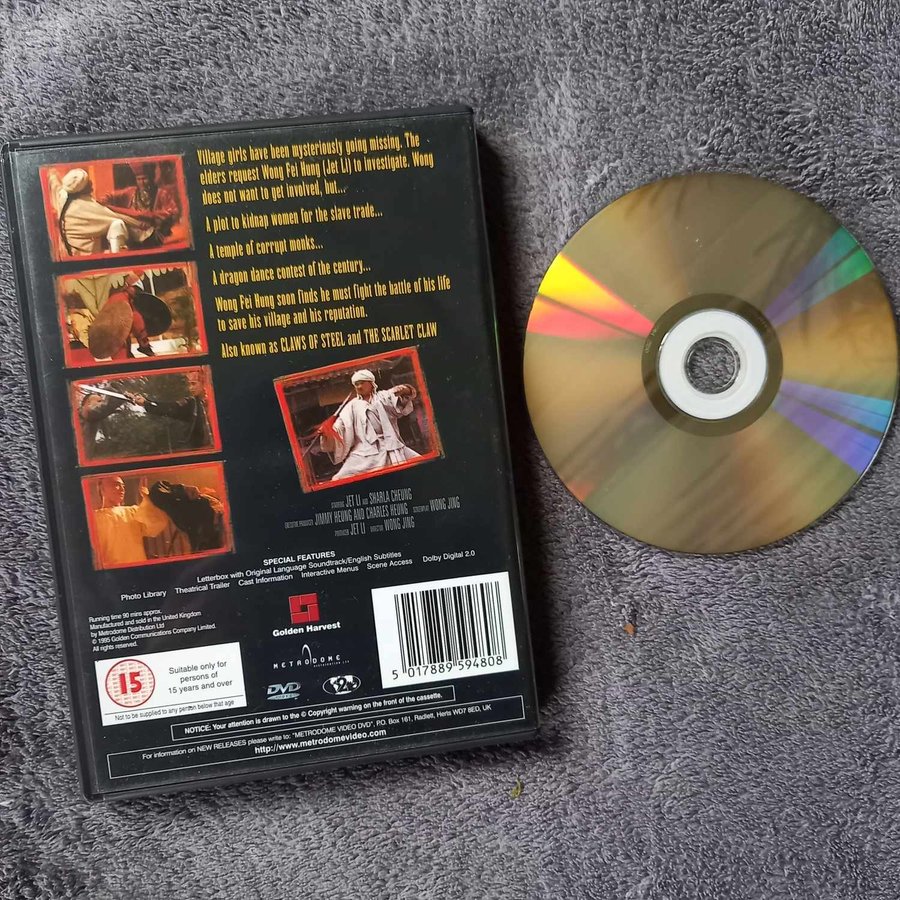 Village girls have been mysteriously going missing. The
elders request Wong Fei Hung (Jet Li) to investigate. Wong
does not want to get involved, but...
A plot to kidnap women for the slave trade...
A temple of corrupt monks...
A dragon dance contest of the century...
Wong Fei Hung soon finds he must fight the battle of his life
to save his village and his reputation.
Also known as CLAWS OF STEEL and THE SCARLET CLAW
STARRING JET LI AND SHARLA CHEUNG
EXECUTIVE PRODUCER JIMMY HEUNG AND CHARLES HEUNG SCREENPLAY WONG JING
PRODUCER JET LI DIRECTOR WONG JING
SPECIAL FEATURES
Letterbox with Original Language Soundtrack/English Subtitles
Photo Library Theatrical Trailer Cast Information Interactive Menus Scene Access Dolby Digital 2.0
Running time 90 mins approx.
Manufactured and sold in the United Kingdom
by Metrodome Distribution Ltd
© 1995 Golden Communications Company Limited.
All rights reserved.
Golden Harvest
METRODOME
DISTRIBUTION LTD
15
Suitable only for
persons of
15 years and over
Not to be supplied to any person below that age
DVD
VIDEO
2
5 017889 594808
NOTICE: Your attention is drawn to the © Copyright warning on the front of the cassette.
For information on NEW RELEASES please write to: "METRODOME VIDEO DVD", P.O. Box 161, Radlett, Herts WD7 8ED, UK
http://www.metrodomevideo.com